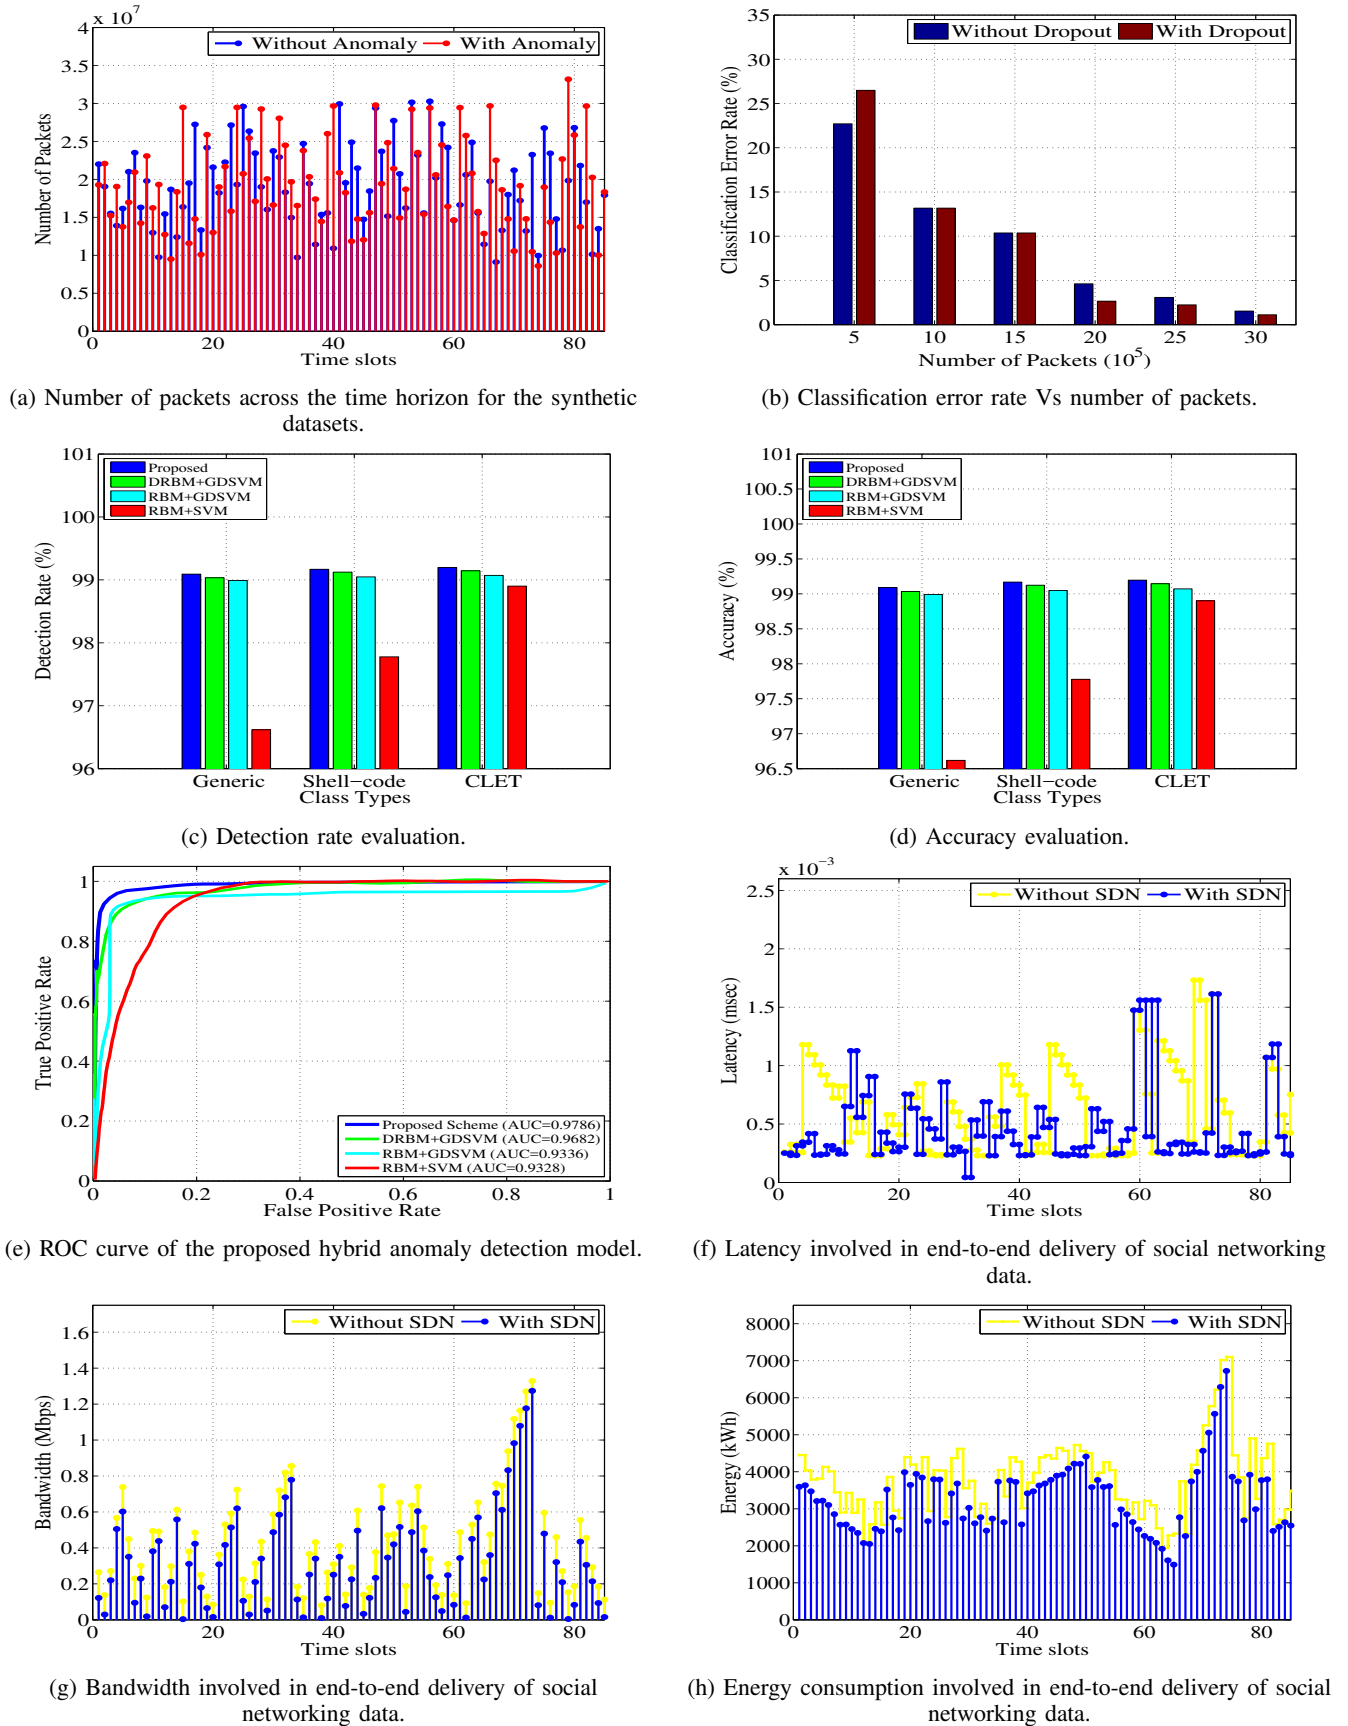 x 10^7
Without Anomaly With Anomaly
4
3.5
3
2.5
2
1.5
1
0.5
0
Number of Packets
0 20 40 60 80
Time slots
(a) Number of packets across the time horizon for the synthetic
datasets.
Without Dropout With Dropout
35
30
25
20
15
10
5
0
Classification Error Rate (%)
5 10 15 20 25 30
Number of Packets (10^5)
(b) Classification error rate Vs number of packets.
Proposed
DRBM+GDSVM
RBM+GDSVM
RBM+SVM
101
100
99
98
97
96
Detection Rate (%)
Generic Shell−code CLET
Class Types
(c) Detection rate evaluation.
Proposed
DRBM+GDSVM
RBM+GDSVM
RBM+SVM
101
100.5
100
99.5
99
98.5
98
97.5
97
96.5
Accuracy (%)
Generic Shell−code CLET
Class Types
(d) Accuracy evaluation.
1
0.8
0.6
0.4
0.2
0
True Positive Rate
Proposed Scheme (AUC=0.9786)
DRBM+GDSVM (AUC=0.9682)
RBM+GDSVM (AUC=0.9336)
RBM+SVM (AUC=0.9328)
0 0.2 0.4 0.6 0.8 1
False Positive Rate
(e) ROC curve of the proposed hybrid anomaly detection model.
x 10^−3
Without SDN With SDN
2.5
2
1.5
1
0.5
0
Latency (msec)
0 20 40 60 80
Time slots
(f) Latency involved in end-to-end delivery of social networking
data.
Without SDN With SDN
1.6
1.4
1.2
1
0.8
0.6
0.4
0.2
0
Bandwidth (Mbps)
0 20 40 60 80
Time slots
(g) Bandwidth involved in end-to-end delivery of social
networking data.
Without SDN With SDN
8000
7000
6000
5000
4000
3000
2000
1000
0
Energy (kWh)
0 20 40 60 80
Time slots
(h) Energy consumption involved in end-to-end delivery of social
networking data.